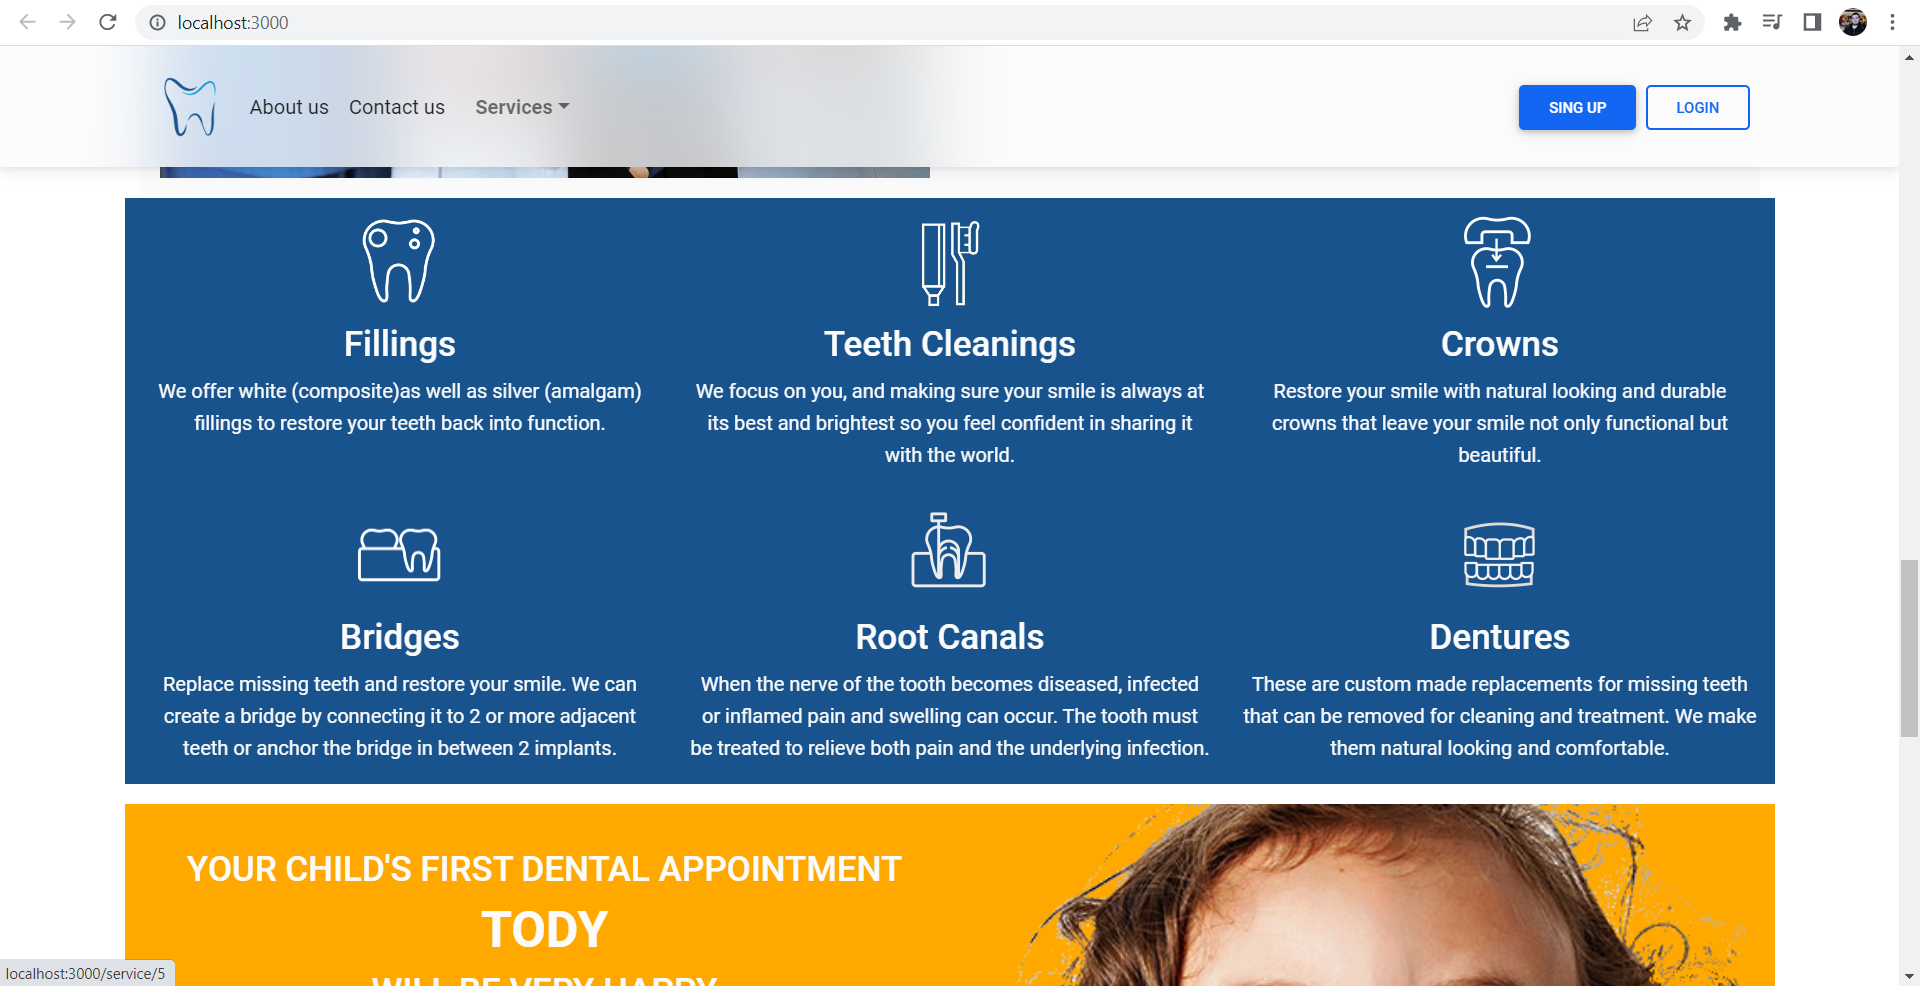 localhost:3000
About us Contact us Services
SING UP LOGIN
Fillings
We offer white (composite)as well as silver (amalgam)
fillings to restore your teeth back into function.
Teeth Cleanings
We focus on you, and making sure your smile is always at
its best and brightest so you feel confident in sharing it
with the world.
Crowns
Restore your smile with natural looking and durable
crowns that leave your smile not only functional but
beautiful.
Bridges
Replace missing teeth and restore your smile. We can
create a bridge by connecting it to 2 or more adjacent
teeth or anchor the bridge in between 2 implants.
Root Canals
When the nerve of the tooth becomes diseased, infected
or inflamed pain and swelling can occur. The tooth must
be treated to relieve both pain and the underlying infection.
Dentures
These are custom made replacements for missing teeth
that can be removed for cleaning and treatment. We make
them natural looking and comfortable.
YOUR CHILD'S FIRST DENTAL APPOINTMENT
TODY
WILL BE VERY HAPPY
localhost:3000/service/5